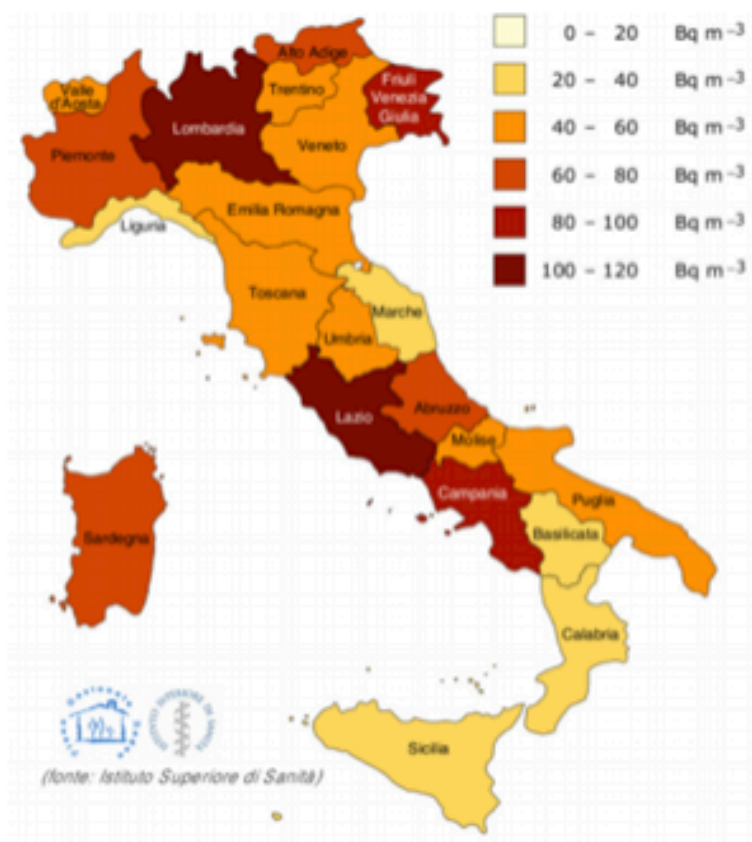 0 - 20 Bq m⁻³
20 - 40 Bq m⁻³
40 - 60 Bq m⁻³
60 - 80 Bq m⁻³
80 - 100 Bq m⁻³
100 - 120 Bq m⁻³
Alto Adige
Valle
d'Aosta
Trentino
Friuli
Venezia
Giulia
Lombardia
Veneto
Piemonte
Emilia Romagna
Liguria
Toscana
Marche
Umbria
Lazio
Abruzzo
Molise
Campania
Puglia
Basilicata
Sardegna
Calabria
Sicilia
(fonte: Istituto Superiore di Sanità)